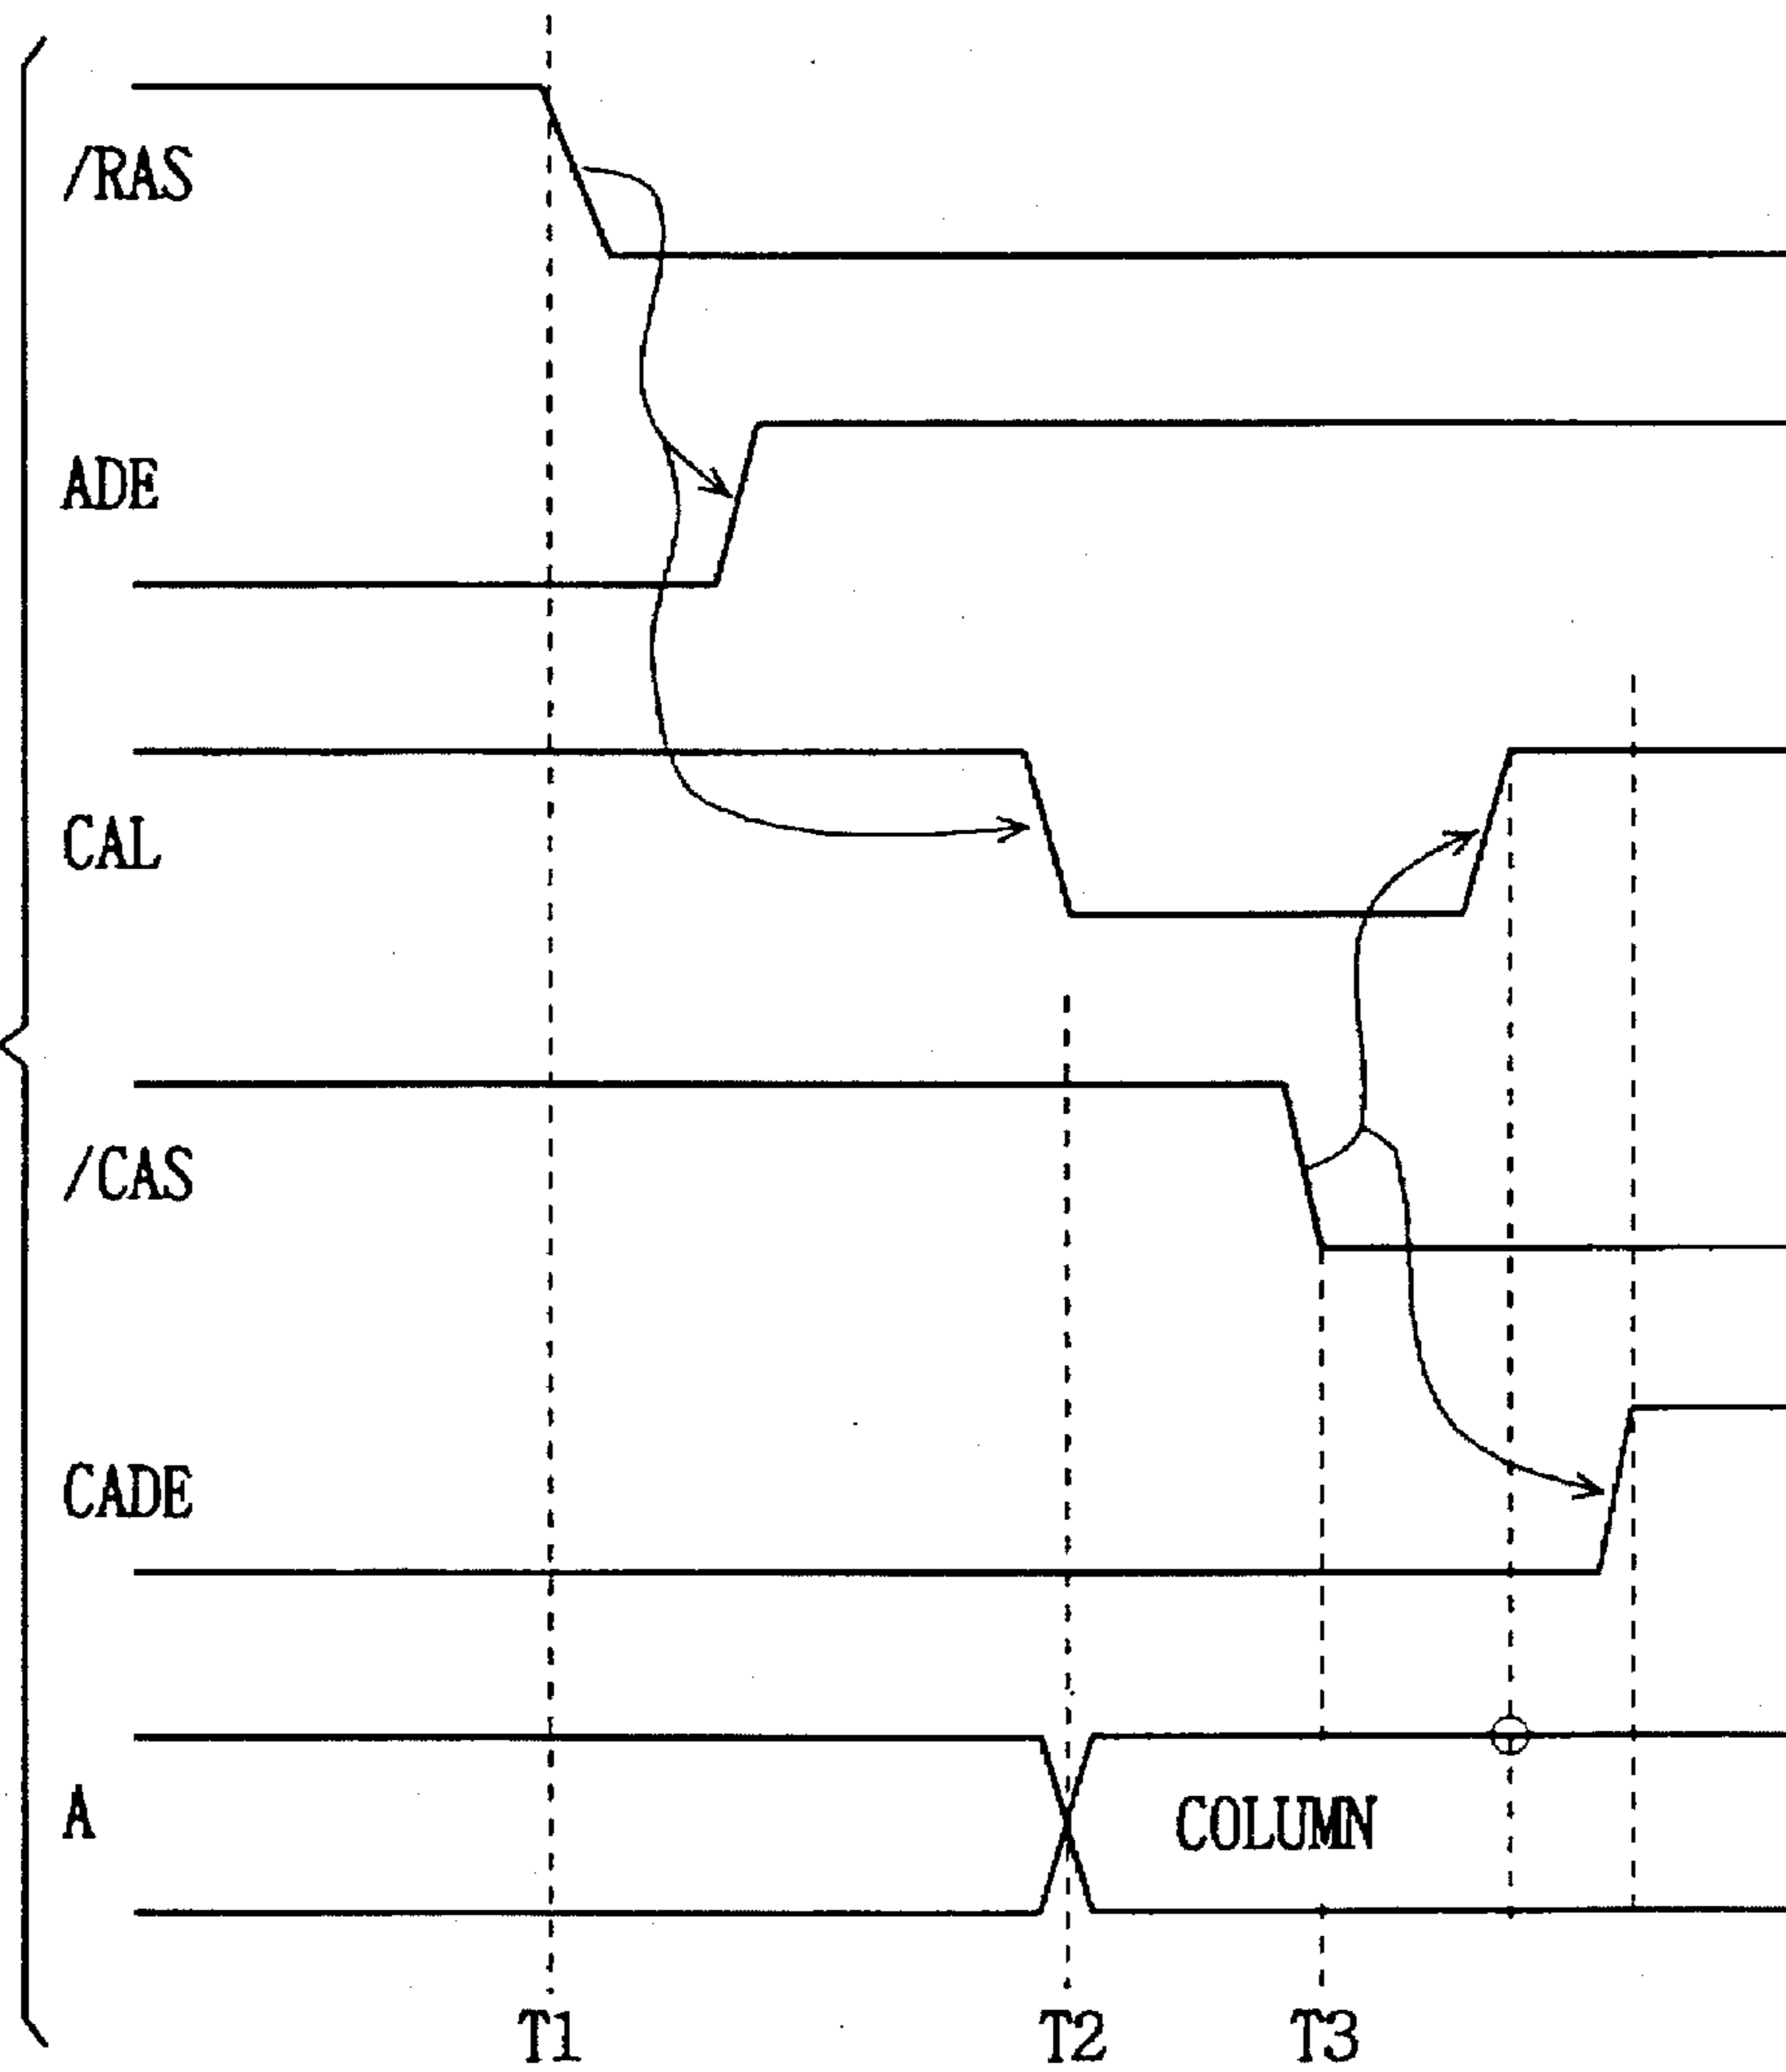 /RAS
ADE
CAL
/CAS
CADE
A
COLUMN
T1 T2 T3